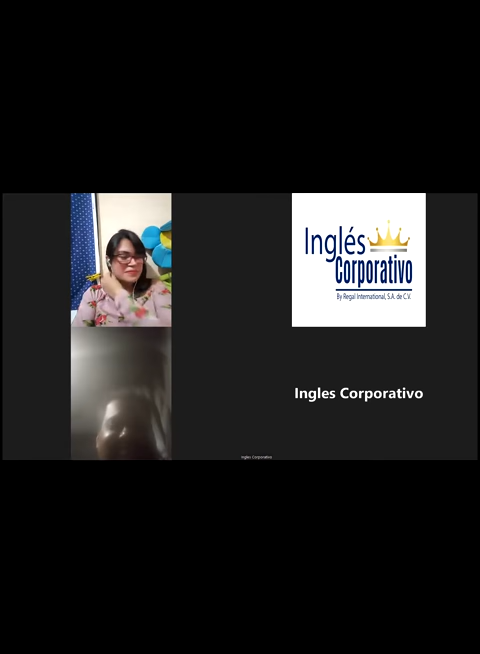 Inglés
Corporativo
By Regal International, S.A. de C.V.
Ingles Corporativo
Ingles Corporativo